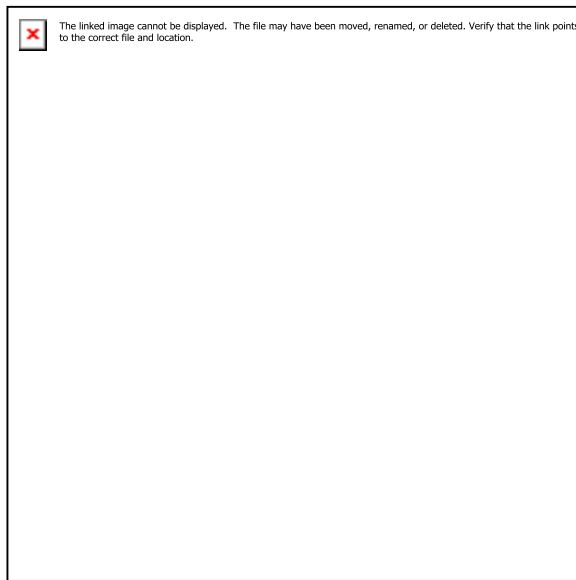 The linked image cannot be displayed.  The file may have been moved, renamed, or deleted. Verify that the link points
to the correct file and location.